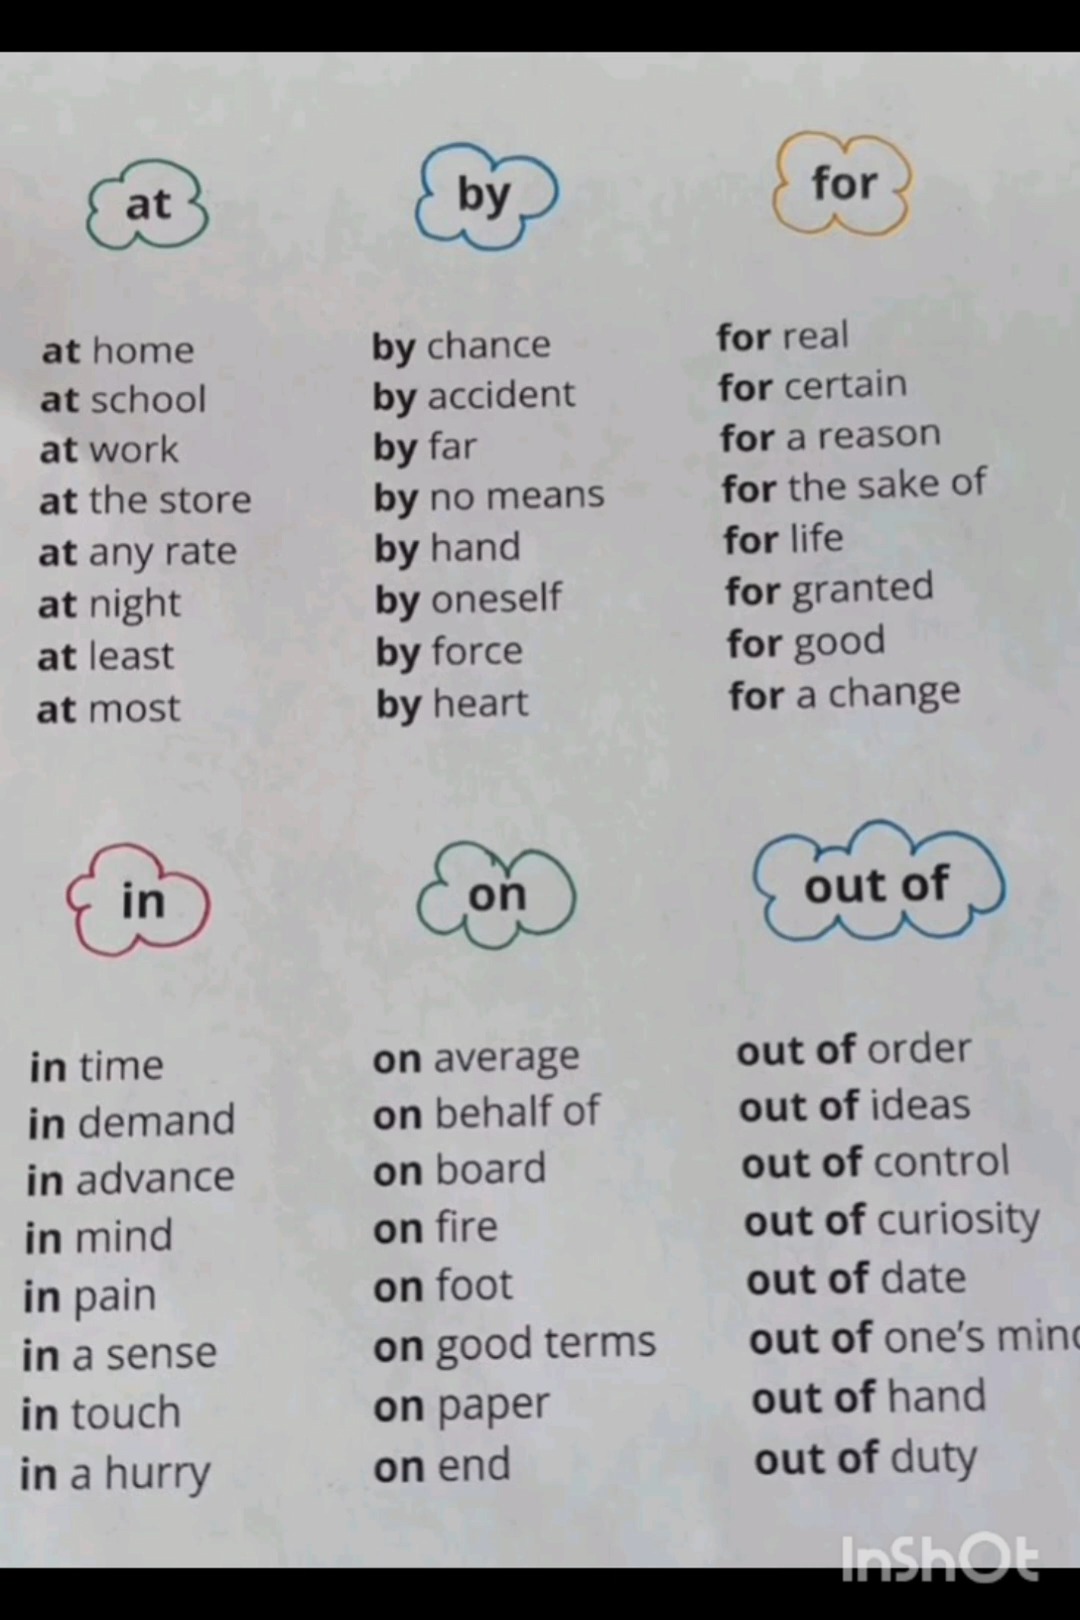 at
at home
at school
at work
at the store
at any rate
at night
at least
at most
by
by chance
by accident
by far
by no means
by hand
by oneself
by force
by heart
for
for real
for certain
for a reason
for the sake of
for life
for granted
for good
for a change
in
in time
in demand
in advance
in mind
in pain
in a sense
in touch
in a hurry
on
on average
on behalf of
on board
on fire
on foot
on good terms
on paper
on end
out of
out of order
out of ideas
out of control
out of curiosity
out of date
out of one's mind
out of hand
out of duty
InShOt